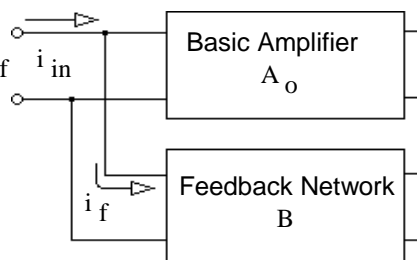 Basic Amplifier
A o
f
i in
Feedback Network
B
i f